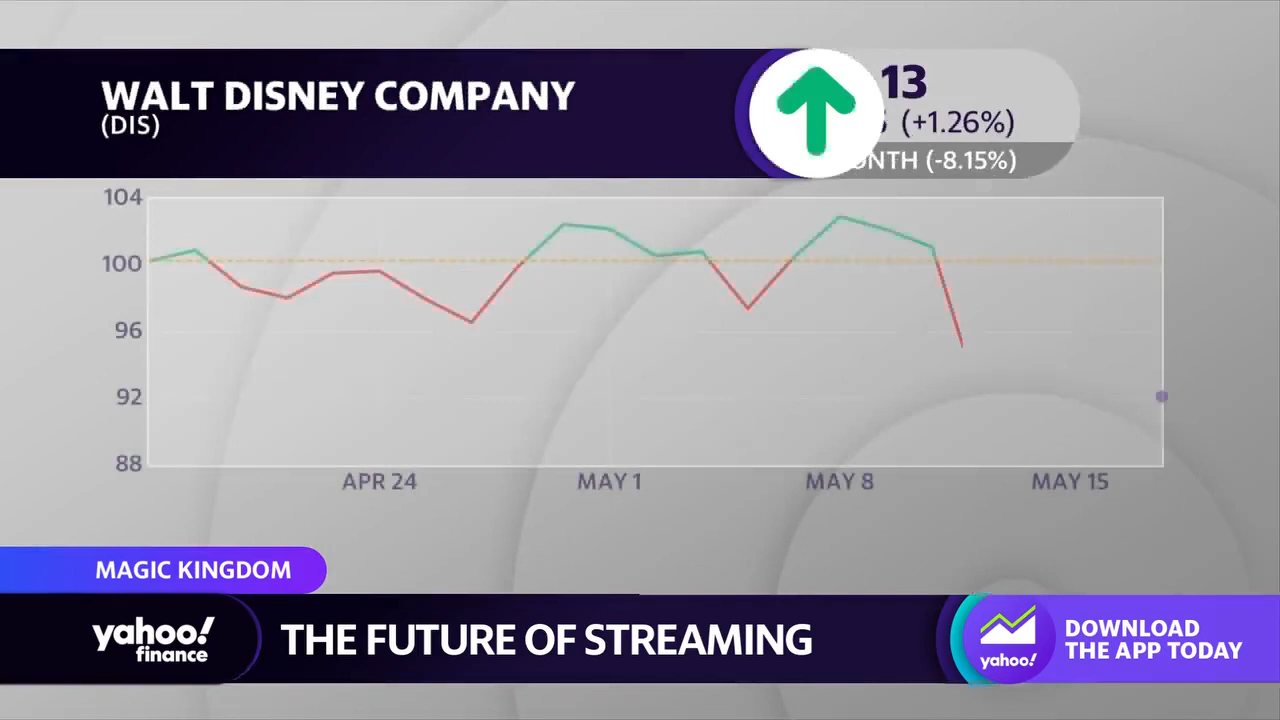 WALT DISNEY COMPANY
(DIS)
13
(+1.26%)
(-8.15%)
104
100
96
92
88
APR 24
MAY 1
MAY 8
MAY 15
MAGIC KINGDOM
yahoo!
finance
THE FUTURE OF STREAMING
yahoo!
DOWNLOAD
THE APP TODAY